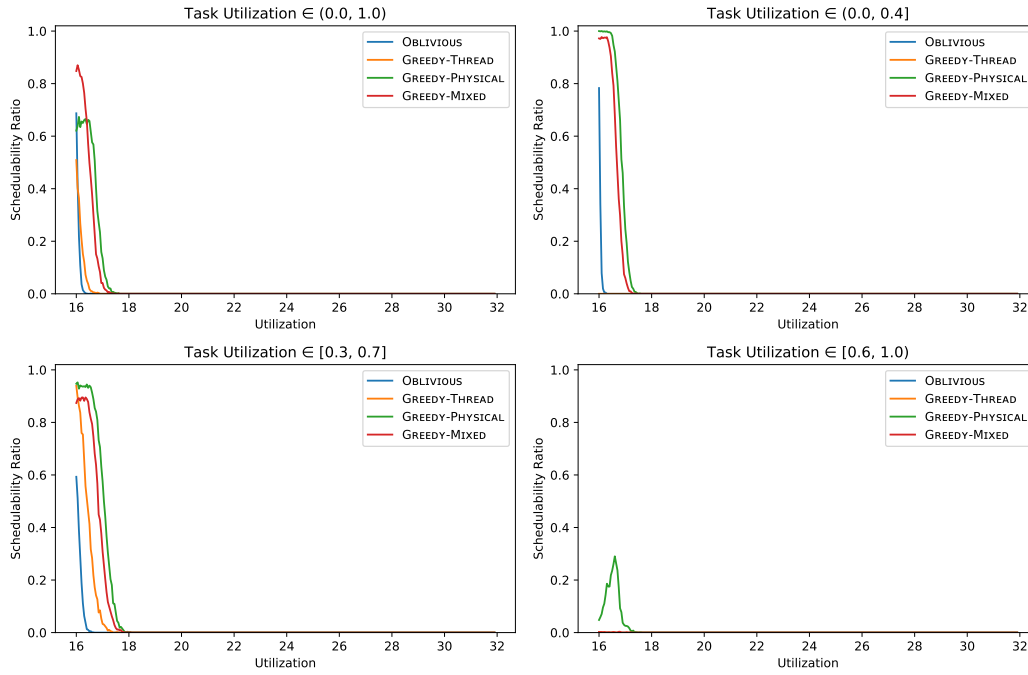 Task Utilization ∈ (0.0, 1.0)
1.0
0.8
0.6
0.4
0.2
0.0
Schedulability Ratio
16 18 20 22 24 26 28 30 32
Utilization
Oblivious
Greedy-Thread
Greedy-Physical
Greedy-Mixed
Task Utilization ∈ (0.0, 0.4]
1.0
0.8
0.6
0.4
0.2
0.0
Schedulability Ratio
16 18 20 22 24 26 28 30 32
Utilization
Oblivious
Greedy-Thread
Greedy-Physical
Greedy-Mixed
Task Utilization ∈ [0.3, 0.7]
1.0
0.8
0.6
0.4
0.2
0.0
Schedulability Ratio
16 18 20 22 24 26 28 30 32
Utilization
Oblivious
Greedy-Thread
Greedy-Physical
Greedy-Mixed
Task Utilization ∈ [0.6, 1.0)
1.0
0.8
0.6
0.4
0.2
0.0
Schedulability Ratio
16 18 20 22 24 26 28 30 32
Utilization
Oblivious
Greedy-Thread
Greedy-Physical
Greedy-Mixed